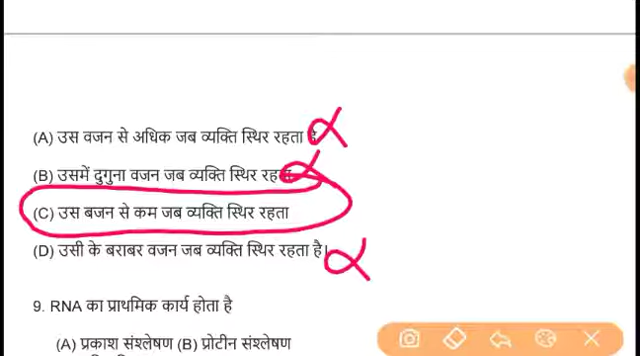 (A) उस वजन से अधिक जब व्यक्ति स्थिर रहता है
(B) उसमें दुगुना वजन जब व्यक्ति स्थिर रहता
(C) उस बजन से कम जब व्यक्ति स्थिर रहता
(D) उसी के बराबर वजन जब व्यक्ति स्थिर रहता है।
9. RNA का प्राथमिक कार्य होता है
(A) प्रकाश संश्लेषण (B) प्रोटीन संश्लेषण